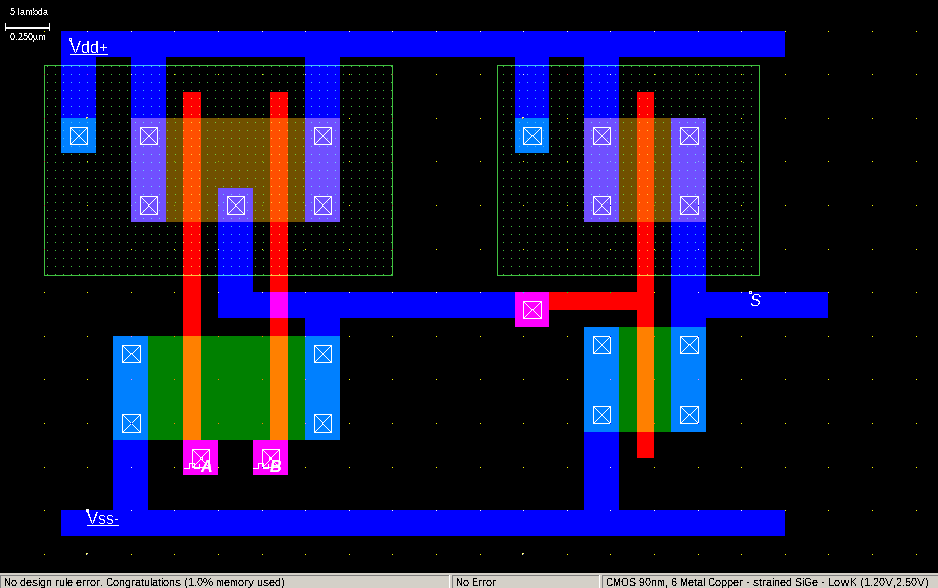 5 lambda
0.250µm
Vdd+
S
A
B
Vss-
No design rule error. Congratulations (1.0% memory used)
No Error
CMOS 90nm, 6 Metal Copper - strained SiGe - LowK (1.20V,2.50V)